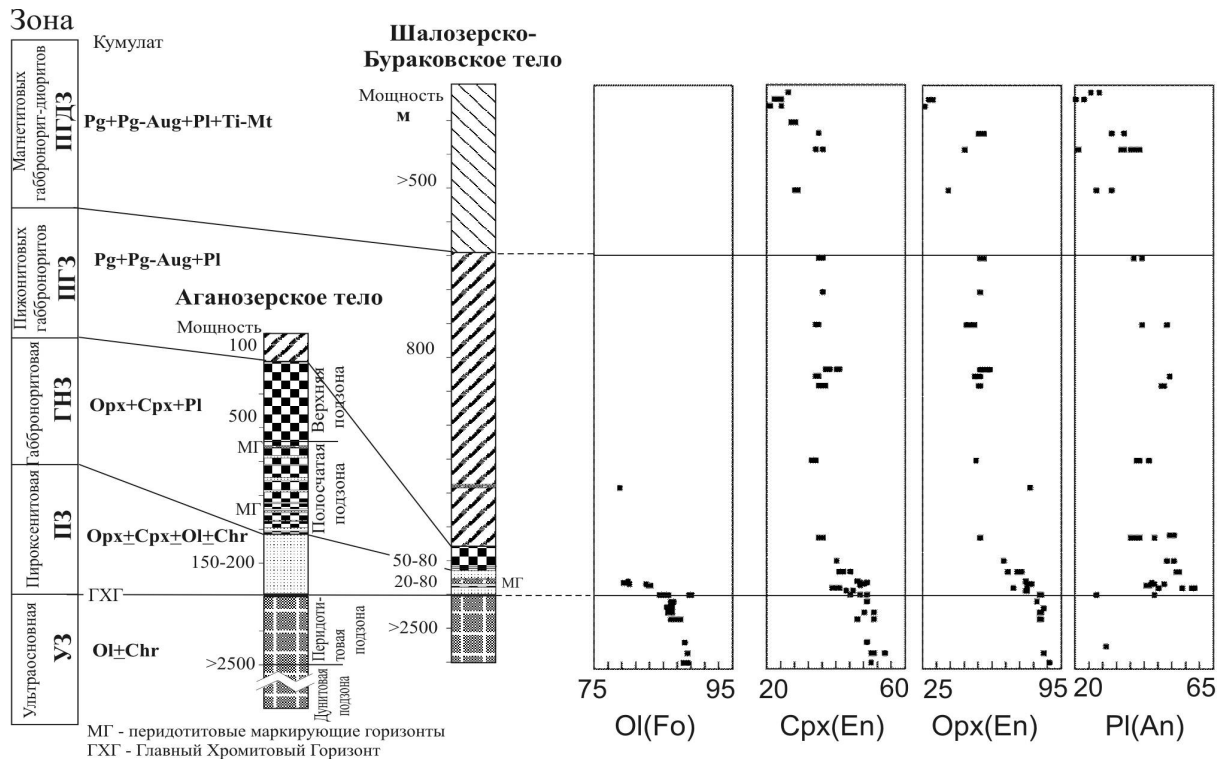 Зона
Кумулат
Магнетитовых
габбронорит-диоритов
ПГДЗ
Pg+Pg-Aug+Pl+Ti-Mt
Пижонитовых
габброноритов
ПГЗ
Pg+Pg-Aug+Pl
Габброноритовая
ГНЗ
Opx+Cpx+Pl
Пироксенитовая
ПЗ
Opx±Cpx±Ol±Chr
ГХГ
Ультраосновная
УЗ
Ol±Chr
Аганозерское тело
Мощность
100
500
МГ
МГ
150-200
>2500
Верхняя
подзона
Полосчатая
подзона
Перидоти-
товая
подзона
Дунитовая
подзона
Шалозерско-
Бураковское тело
Мощность
м
>500
800
50-80
20-80
МГ
>2500
75 95
Ol(Fo)
20 60
Cpx(En)
25 95
Opx(En)
20 65
Pl(An)
МГ - перидотитовые маркирующие горизонты
ГХГ - Главный Хромитовый Горизонт